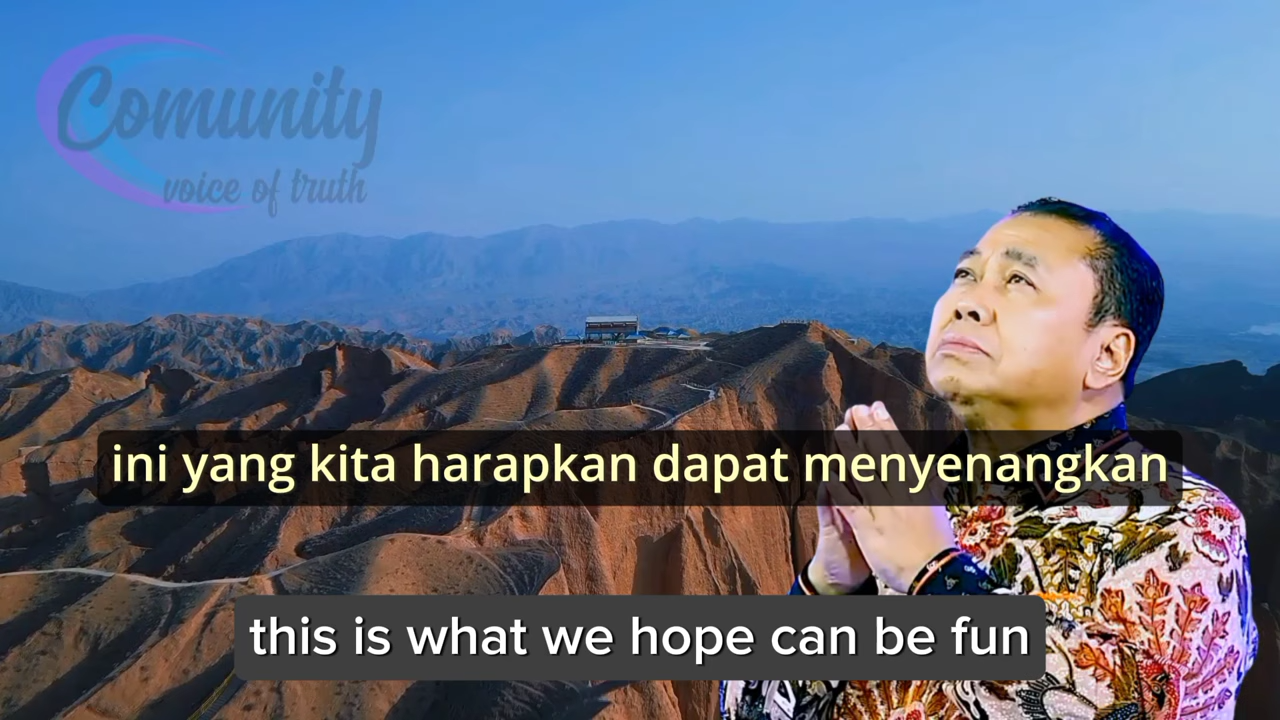 Comunity
voice of truth
ini yang kita harapkan dapat menyenangkan
this is what we hope can be fun